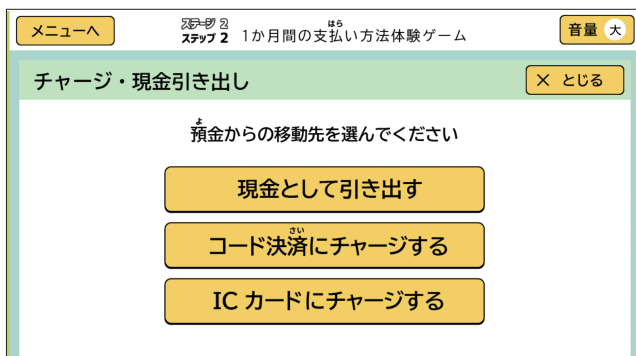 メニューへ
ステージ 2
ステップ 2 1か月間の支払い方法体験ゲーム
はら
音量 大
チャージ・現金引き出し
× とじる
よ
預金からの移動先を選んでください
現金として引き出す
さい
コード決済にチャージする
IC カードにチャージする